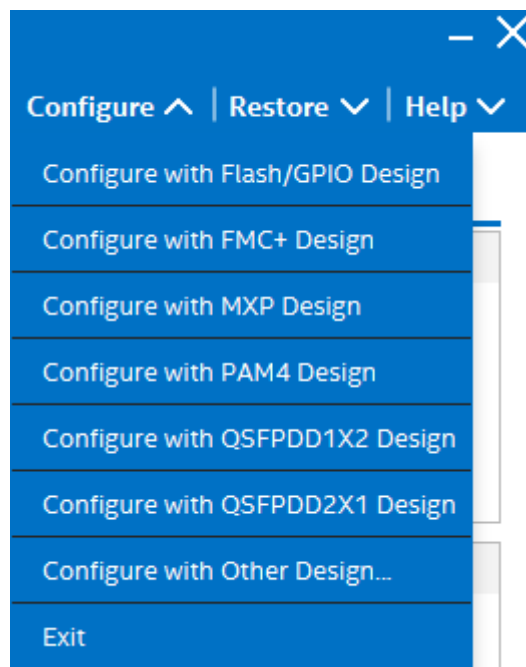 Configure Restore Help
Configure with Flash/GPIO Design
Configure with FMC+ Design
Configure with MXP Design
Configure with PAM4 Design
Configure with QSFPDD1X2 Design
Configure with QSFPDD2X1 Design
Configure with Other Design...
Exit